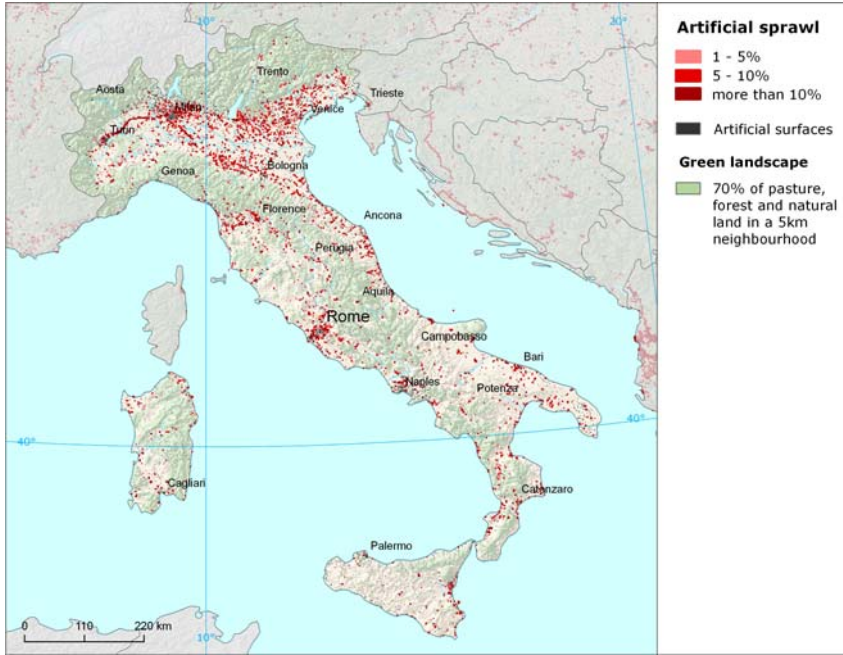 10°
20°
Trento
Aosta
Trieste
Milan
Venice
Turin
Bologna
Genoa
Florence
Ancona
Perugia
Aquila
Rome
Campobasso
Bari
Naples
Potenza
40°
40°
Cagliari
Catanzaro
Palermo
0 110 220 km
10°
Artificial sprawl
1 - 5%
5 - 10%
more than 10%
Artificial surfaces
Green landscape
70% of pasture,
forest and natural
land in a 5km
neighbourhood